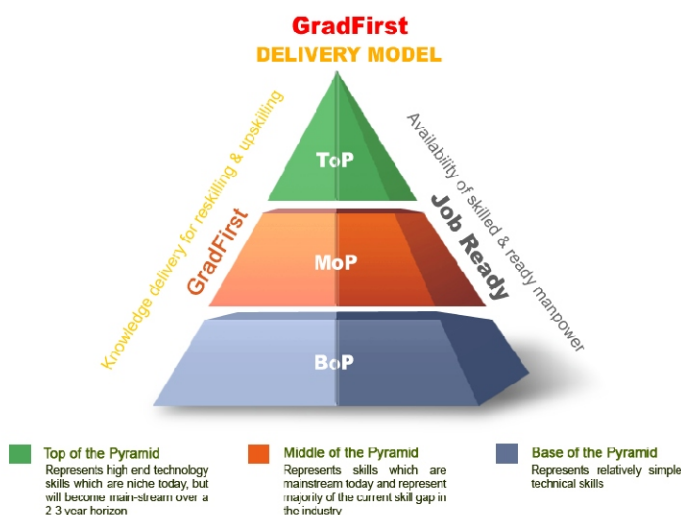 GradFirst
DELIVERY MODEL
Knowledge delivery for reskilling & upskilling
GradFirst
ToP
MoP
BoP
Job Ready
Availability of skilled & ready manpower
Top of the Pyramid
Represents high end technology
skills which are niche today, but
will become main-stream over a
2-3 year horizon
Middle of the Pyramid
Represents skills which are
mainstream today and represent
majority of the current skill gap in
the industry
Base of the Pyramid
Represents relatively simple
technical skills